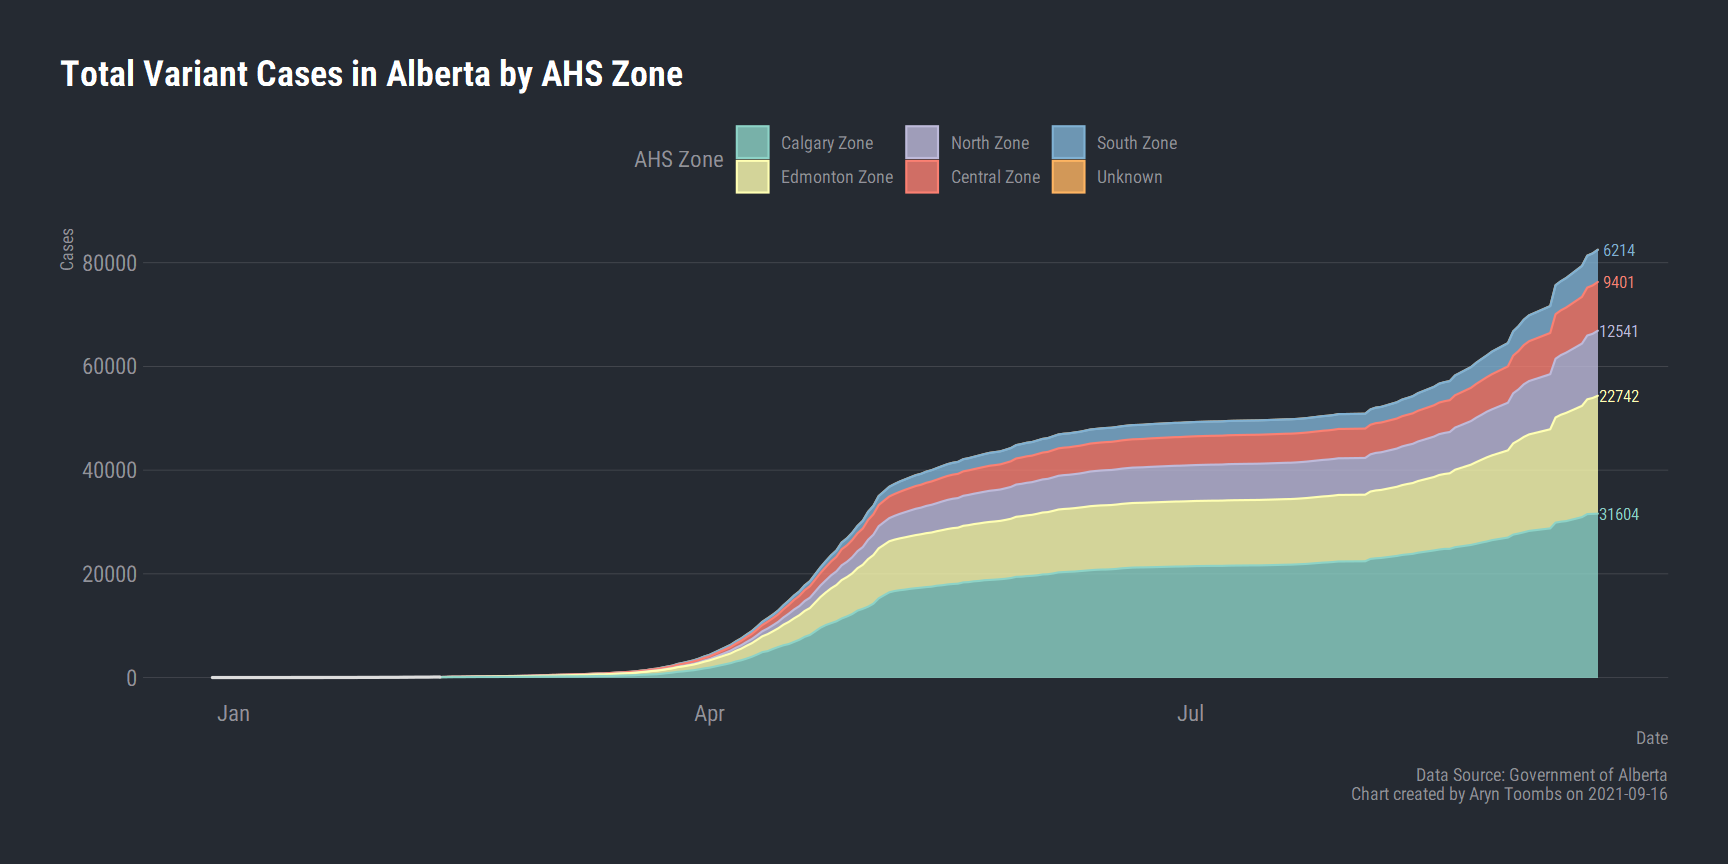 Total Variant Cases in Alberta by AHS Zone
AHS Zone
Calgary Zone
North Zone
South Zone
Edmonton Zone
Central Zone
Unknown
Cases
80000
60000
40000
20000
0
6214
9401
12541
22742
31604
Jan
Apr
Jul
Date
Data Source: Government of Alberta
Chart created by Aryn Toombs on 2021-09-16